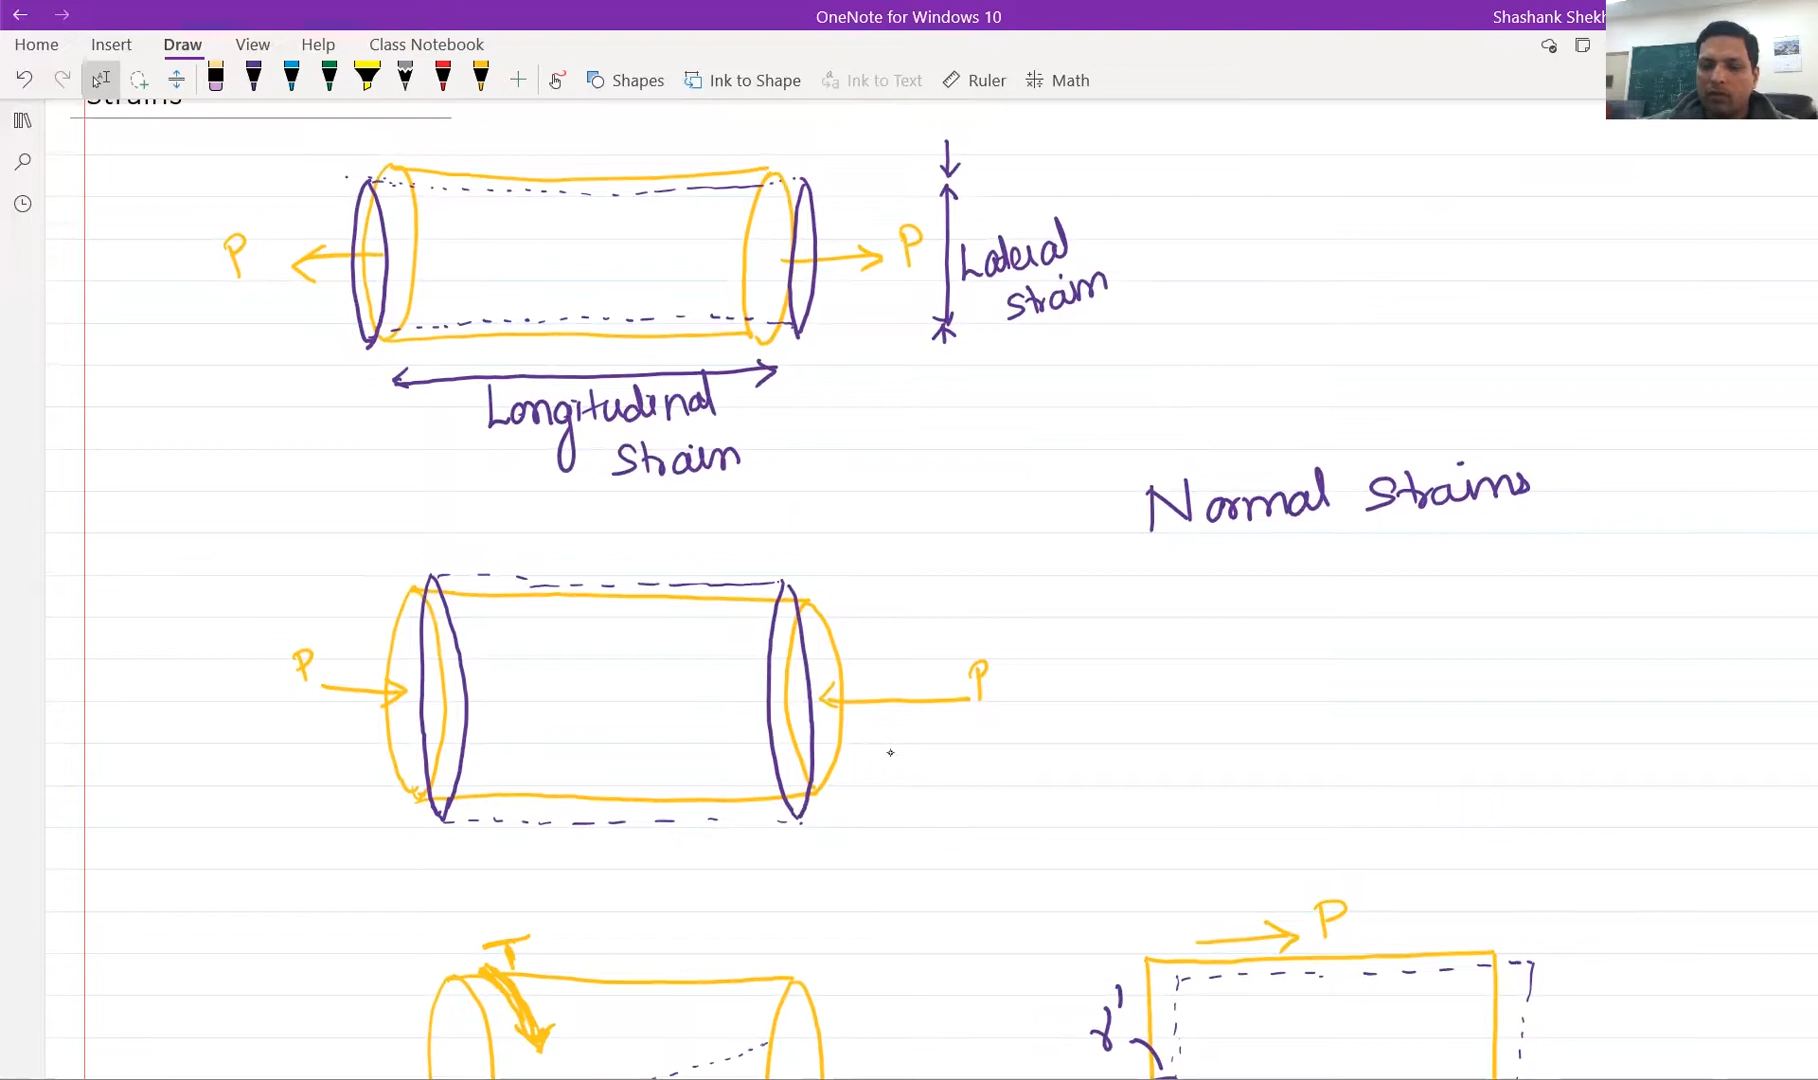 OneNote for Windows 10
Shashank Shekh
Home Insert Draw View Help Class Notebook
Shapes Ink to Shape Ink to Text Ruler Math
Strains
P
P
Lateral
strain
Longitudinal
Strain
Normal Strains
P
P
T
P
γ'